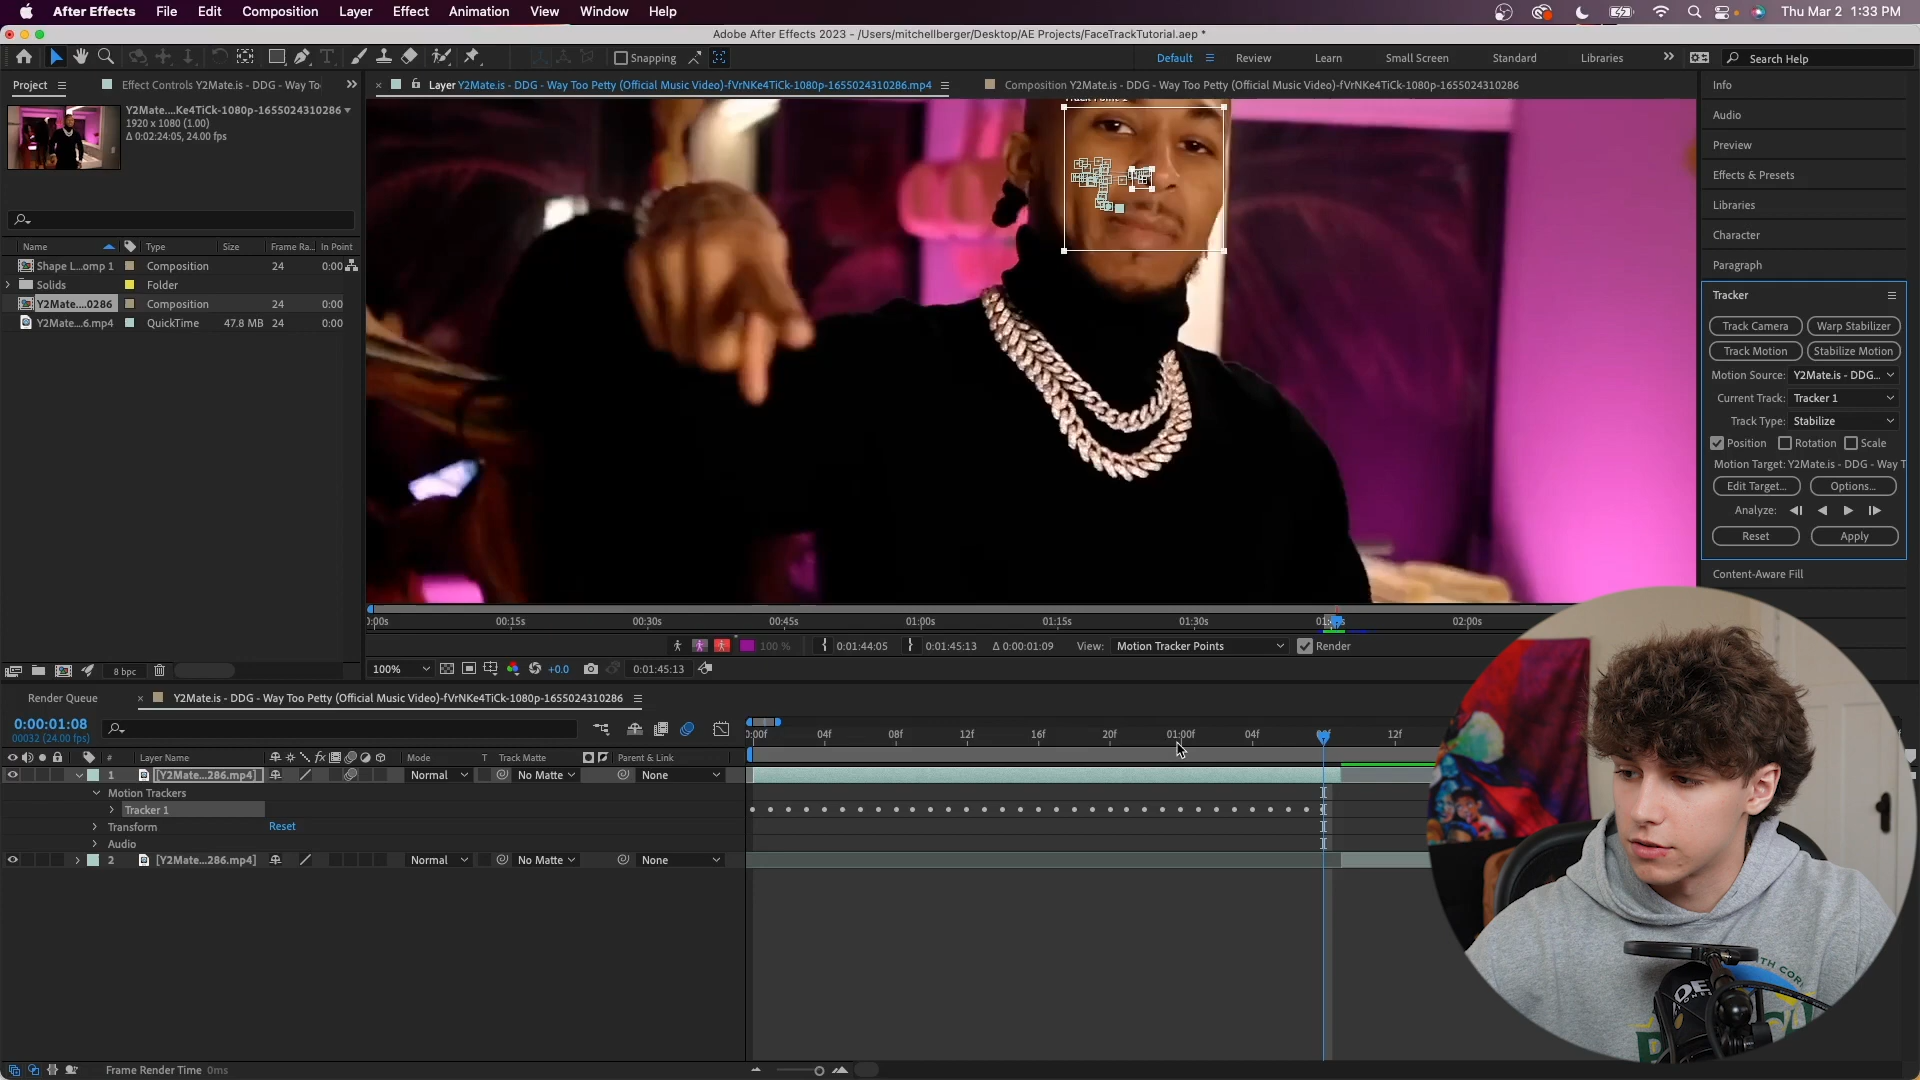 After Effects File Edit Composition Layer Effect Animation View Window Help Thu Mar 2 1:33 PM
Adobe After Effects 2023 - /Users/mitchellberger/Desktop/AE Projects/FaceTrackTutorial.aep *
Snapping Default Review Learn Small Screen Standard Libraries Search Help
Project Effect Controls Y2Mate.is - DDG - Way To
Layer Y2Mate.is - DDG - Way Too Petty (Official Music Video)-fVrNKe4TiCk-1080p-1655024310286.mp4
Composition Y2Mate.is - DDG - Way Too Petty (Official Music Video)-fVrNKe4TiCk-1080p-1655024310286
Y2Mate....Ke4TiCk-1080p-1655024310286
1920 x 1080 (1.00)
Δ 0:02:24:05, 24.00 fps
Name Type Size Frame Ra... In Point
Shape L...omp 1 Composition 24 0:00
Solids Folder
Y2Mate....0286 Composition 24 0:00
Y2Mate....6.mp4 QuickTime 47.8 MB 24 0:00
8 bpc
Track Point 1
Info
Audio
Preview
Effects & Presets
Libraries
Character
Paragraph
Tracker
Track Camera Warp Stabilizer
Track Motion Stabilize Motion
Motion Source: Y2Mate.is - DDG...
Current Track: Tracker 1
Track Type: Stabilize
Position Rotation Scale
Motion Target: Y2Mate.is - DDG - Way T
Edit Target... Options...
Analyze:
Reset Apply
Content-Aware Fill
0:00s 00:15s 00:30s 00:45s 01:00s 01:15s 01:30s 02:00s
100 % 0:01:44:05 0:01:45:13 Δ 0:00:01:09 View: Motion Tracker Points Render
100% +0.0 0:01:45:13
Render Queue Y2Mate.is - DDG - Way Too Petty (Official Music Video)-fVrNKe4TiCk-1080p-1655024310286
0:00:01:08
00032 (24.00 fps)
0:00f 04f 08f 12f 16f 20f 01:00f 04f 12f
# Layer Name Mode T Track Matte Parent & Link
1 [Y2Mate...286.mp4] Normal No Matte None
Motion Trackers
Tracker 1
Transform Reset
Audio
2 [Y2Mate...286.mp4] Normal No Matte None
Frame Render Time 0ms